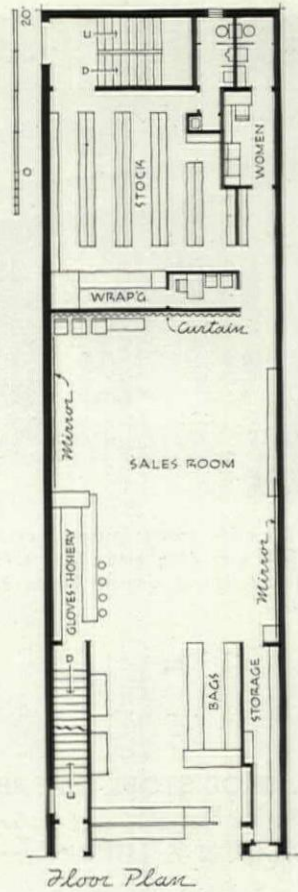 20'
0
U
D
STOCK
WOMEN
WRAP'G.
Curtain
Mirror
SALES ROOM
GLOVES-HOSIERY
Mirror
D
BAGS
STORAGE
U
Floor Plan